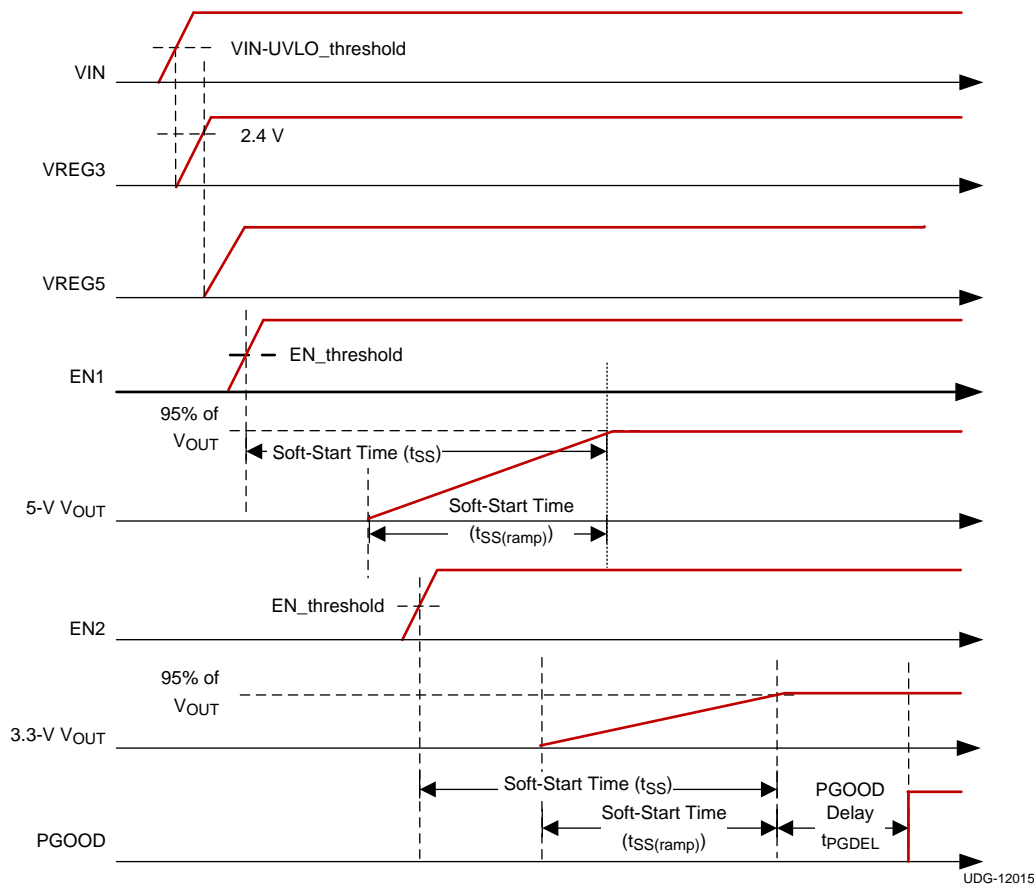 VIN-UVLO_threshold
VIN
2.4 V
VREG3
VREG5
EN_threshold
EN1
95% of
VOUT
Soft-Start Time (tSS)
5-V VOUT
Soft-Start Time
(tSS(ramp))
EN_threshold
EN2
95% of
VOUT
3.3-V VOUT
Soft-Start Time (tSS)
Soft-Start Time
(tSS(ramp))
PGOOD
Delay
tPGDEL
PGOOD
UDG-12015